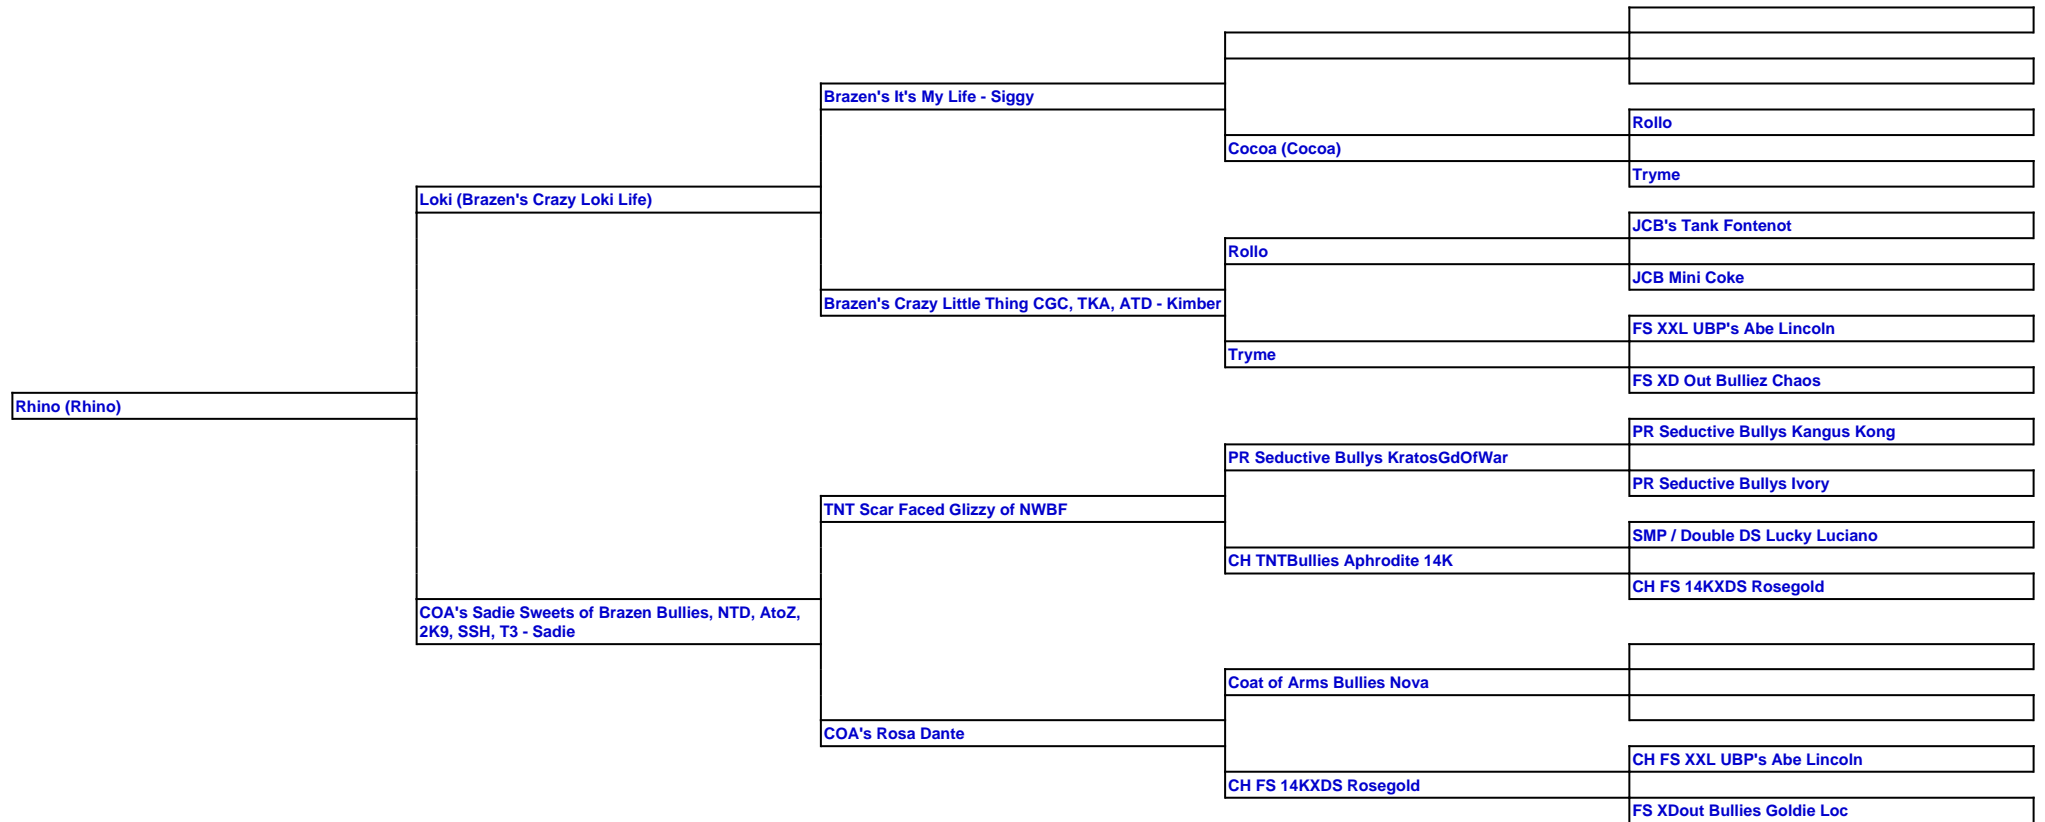 Rollo
Brazen's It's My Life - Siggy
Cocoa (Cocoa)
Tryme
Loki (Brazen's Crazy Loki Life)
JCB's Tank Fontenot
Rollo
JCB Mini Coke
Brazen's Crazy Little Thing CGC, TKA, ATD - Kimber
FS XXL UBP's Abe Lincoln
Tryme
FS XD Out Bulliez Chaos
Rhino (Rhino)
PR Seductive Bullys Kangus Kong
PR Seductive Bullys KratosGdOfWar
PR Seductive Bullys Ivory
TNT Scar Faced Glizzy of NWBF
SMP / Double DS Lucky Luciano
CH TNTBullies Aphrodite 14K
CH FS 14KXDS Rosegold
COA's Sadie Sweets of Brazen Bullies, NTD, AtoZ,
2K9, SSH, T3 - Sadie
Coat of Arms Bullies Nova
COA's Rosa Dante
CH FS XXL UBP's Abe Lincoln
CH FS 14KXDS Rosegold
FS XDout Bullies Goldie Loc